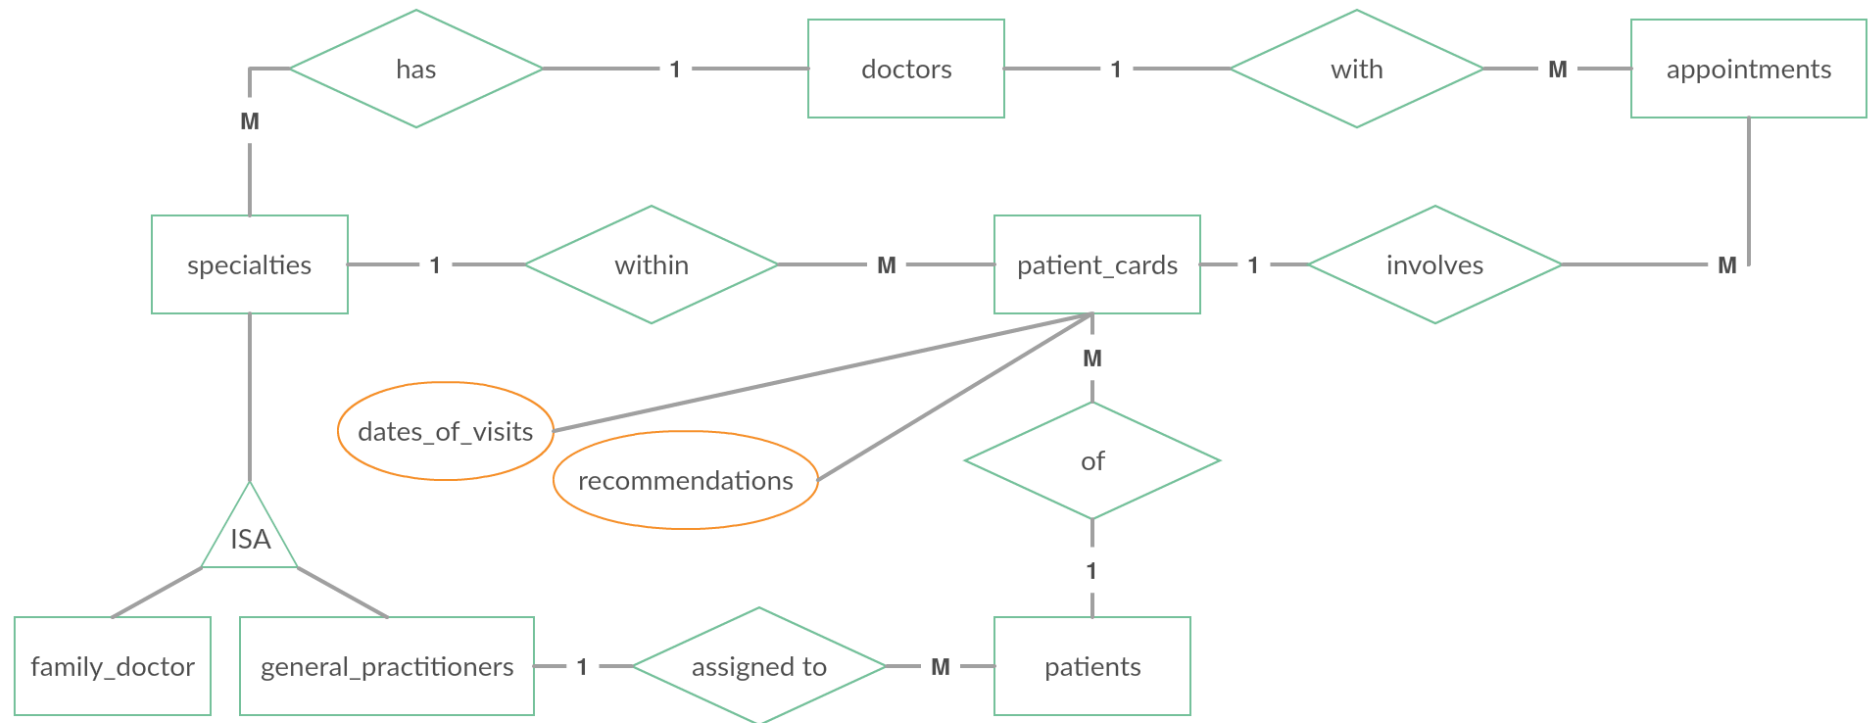 has
1
doctors
1
with
M
appointments
M
specialties
1
within
M
patient_cards
1
involves
M
M
dates_of_visits
recommendations
of
ISA
1
family_doctor
general_practitioners
1
assigned to
M
patients